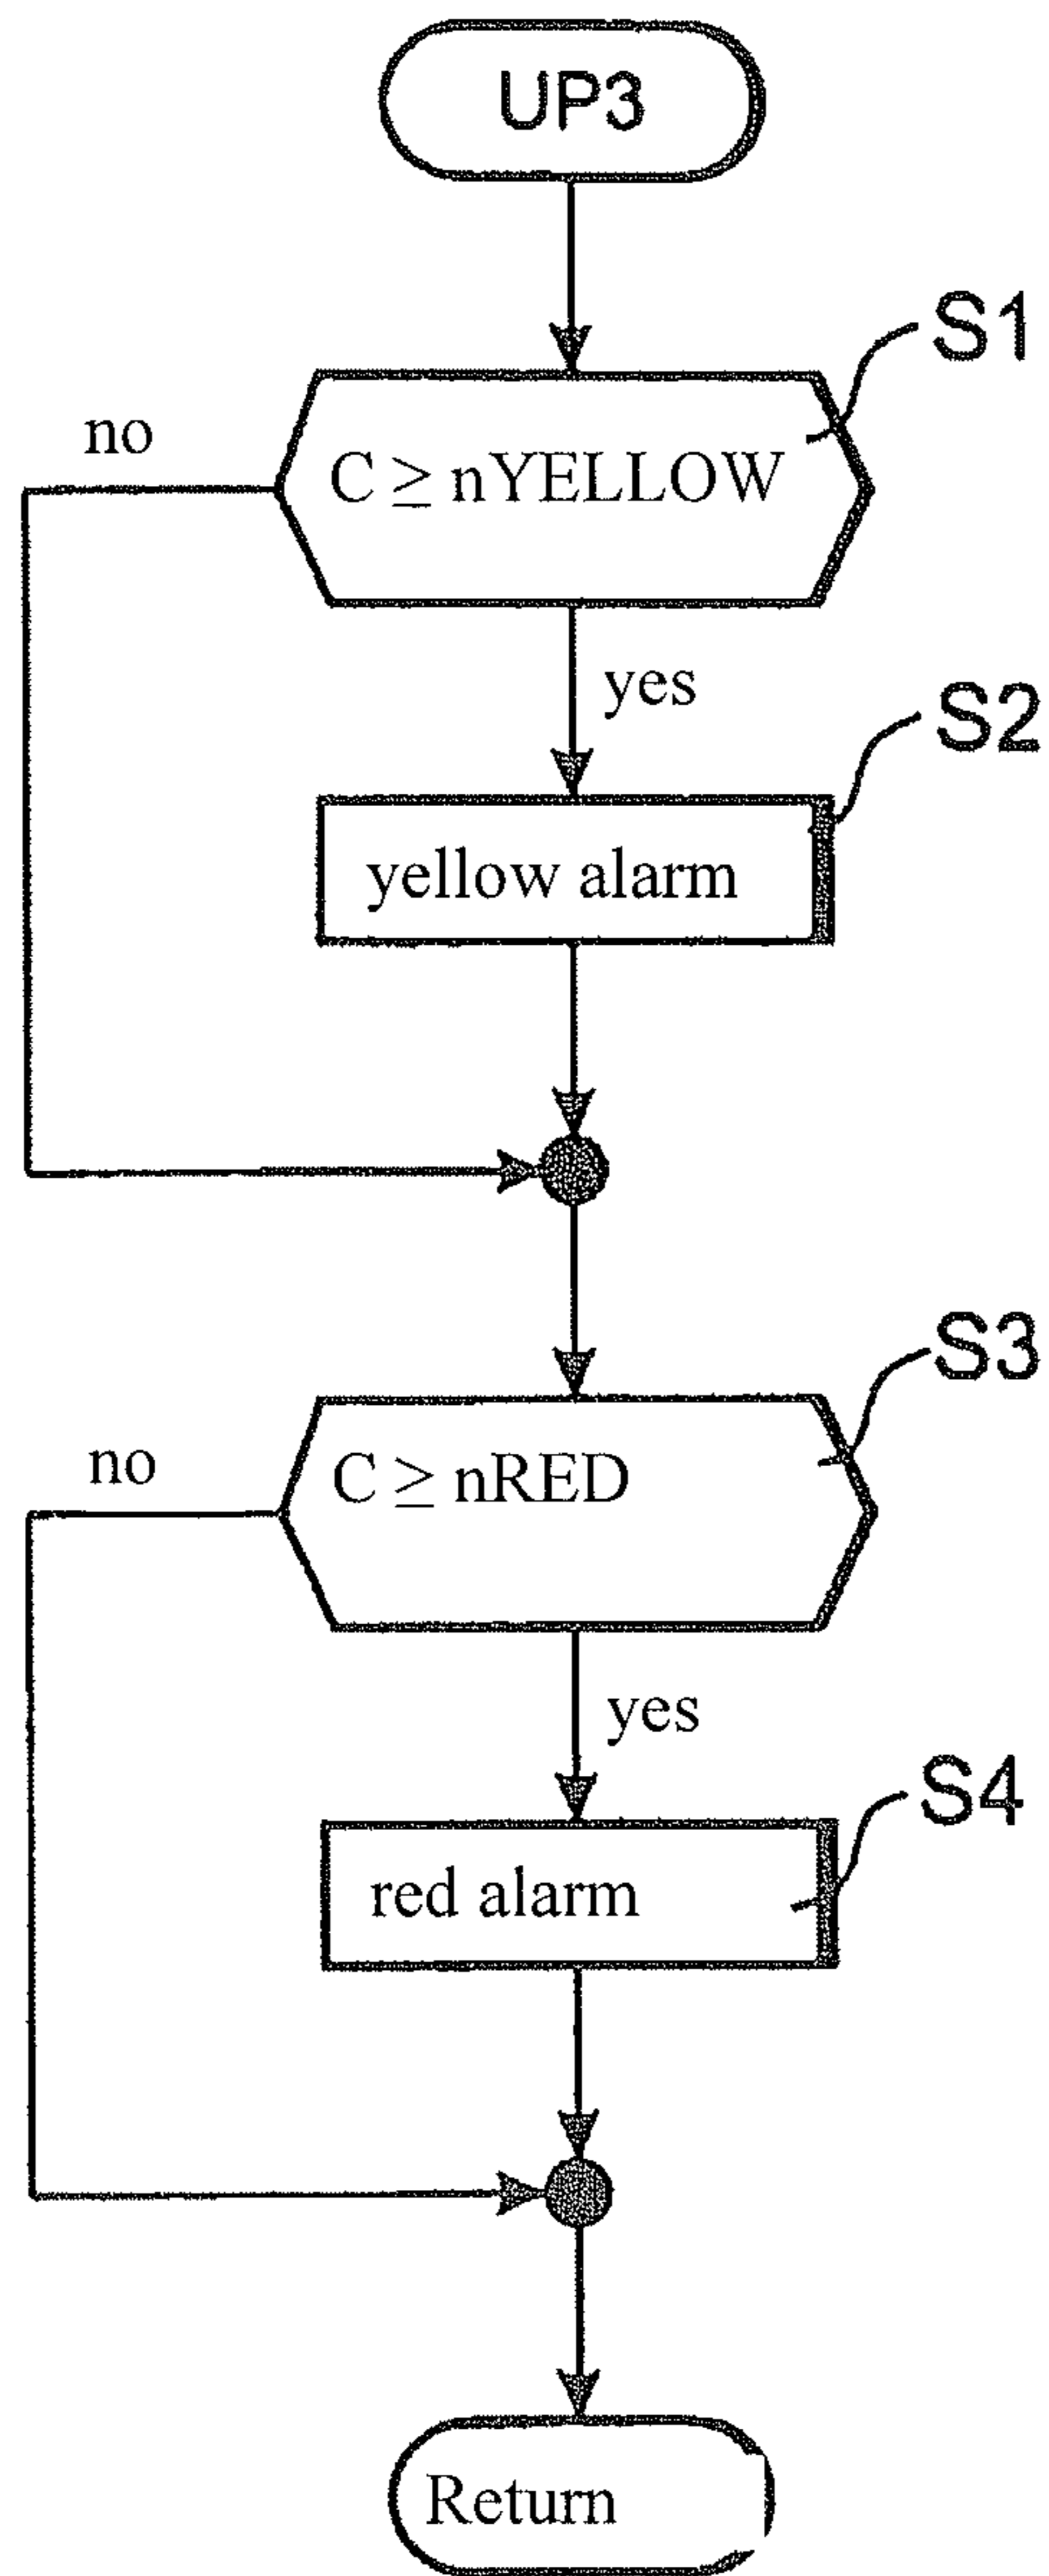 UP3
S1
no
C ≥ nYELLOW
yes
S2
yellow alarm
S3
no
C ≥ nRED
yes
S4
red alarm
Return